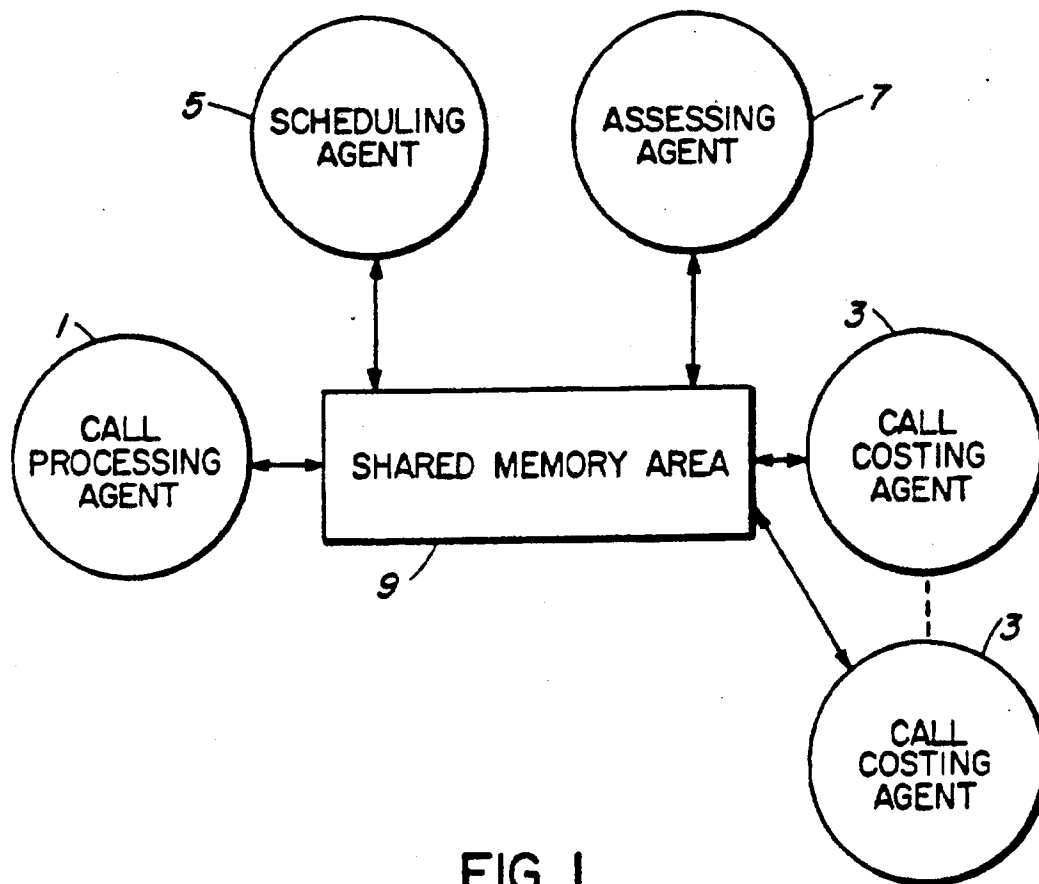 5
SCHEDULING
AGENT
ASSESSING
AGENT
7
1
CALL
PROCESSING
AGENT
SHARED MEMORY AREA
9
3
CALL
COSTING
AGENT
3
CALL
COSTING
AGENT
FIG. 1